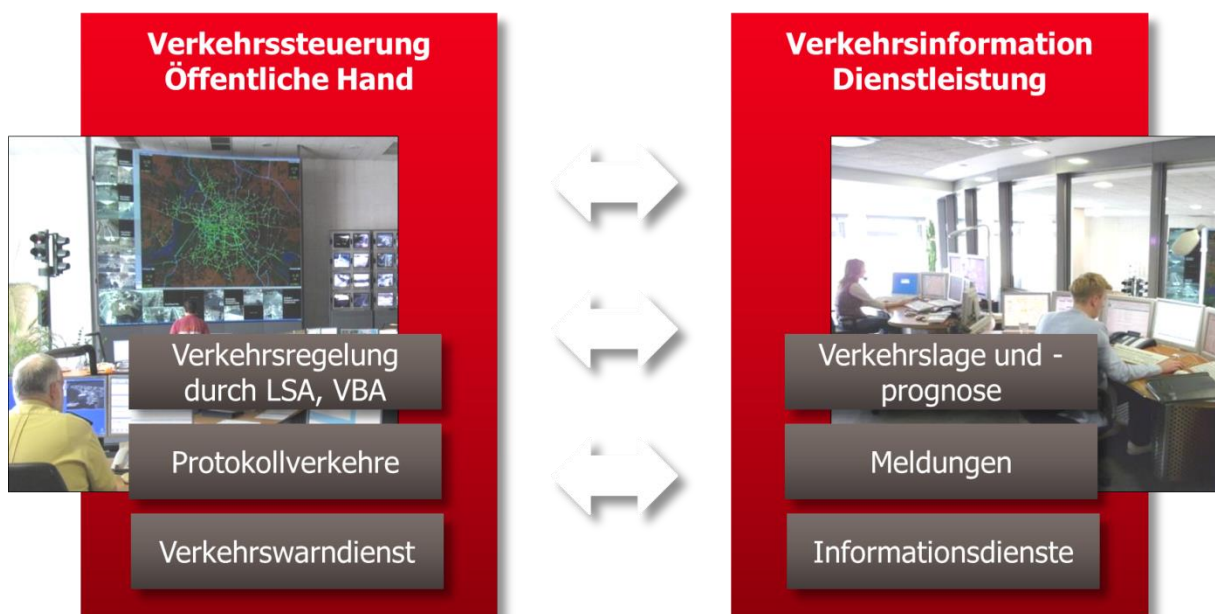 Verkehrssteuerung
Öffentliche Hand
Verkehrsregelung
durch LSA, VBA
Protokollverkehre
Verkehrswarndienst
Verkehrsinformation
Dienstleistung
Verkehrslage und -
prognose
Meldungen
Informationsdienste